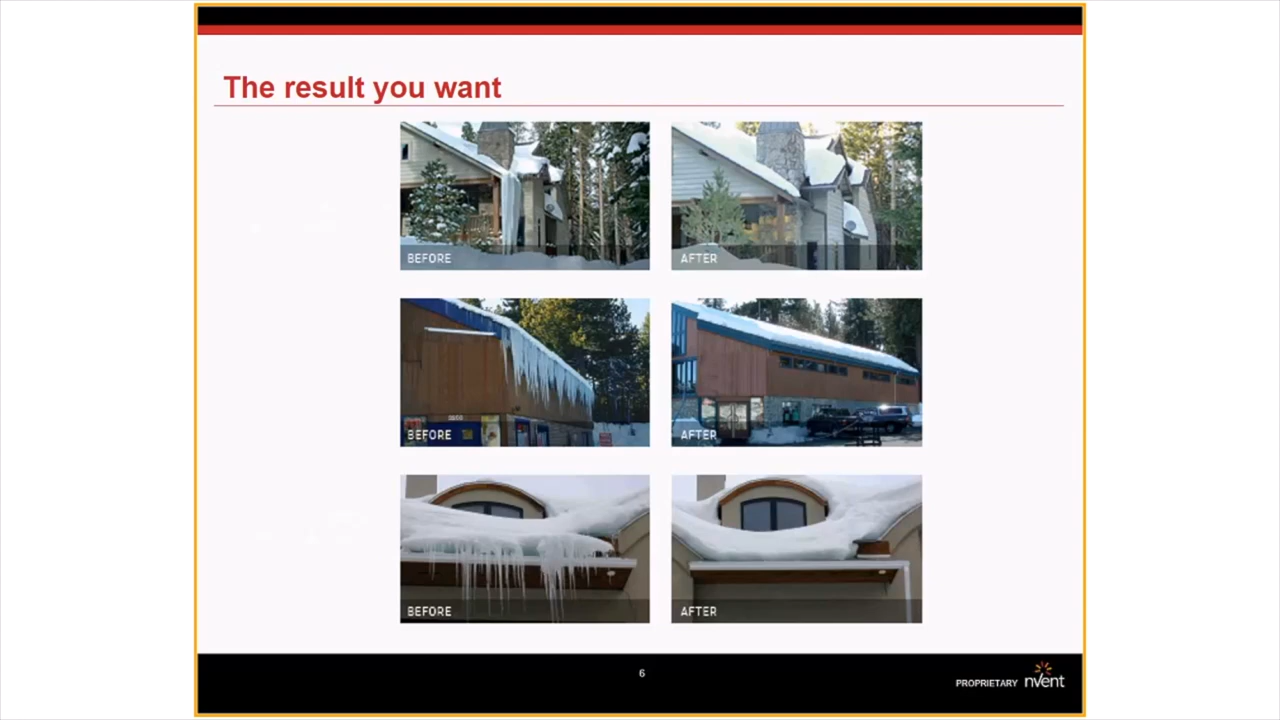 The result you want
BEFORE
AFTER
BEFORE
AFTER
BEFORE
AFTER
6
PROPRIETARY nVent